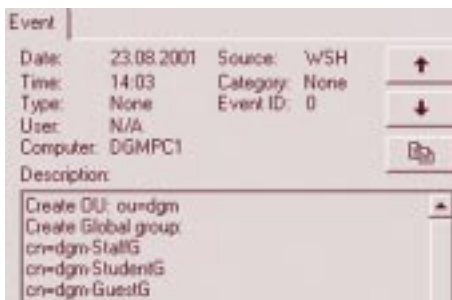 Event
Date: 23.08.2001 Source: WSH
Time: 14:03 Category: None
Type: None Event ID: 0
User: N/A
Computer: DGMPC1
Description:
Create OU: ou=dgm
Create Global group:
cn=dgm-StaffG
cn=dgm-StudentG
cn=dgm-GuestG